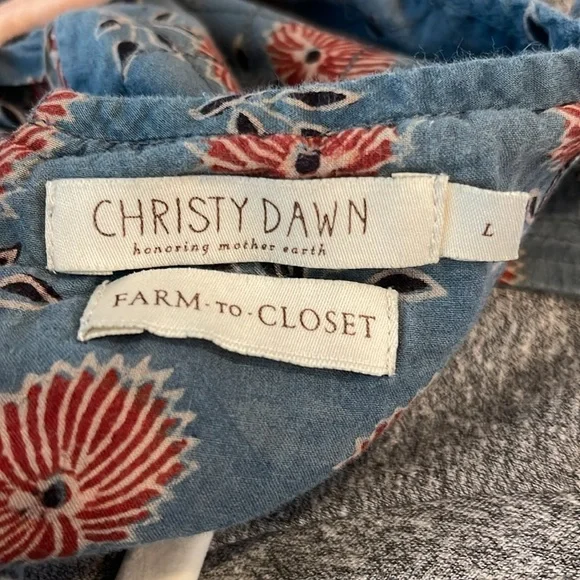 CHRISTY DAWN
honoring mother earth
L
FARM-TO-CLOSET